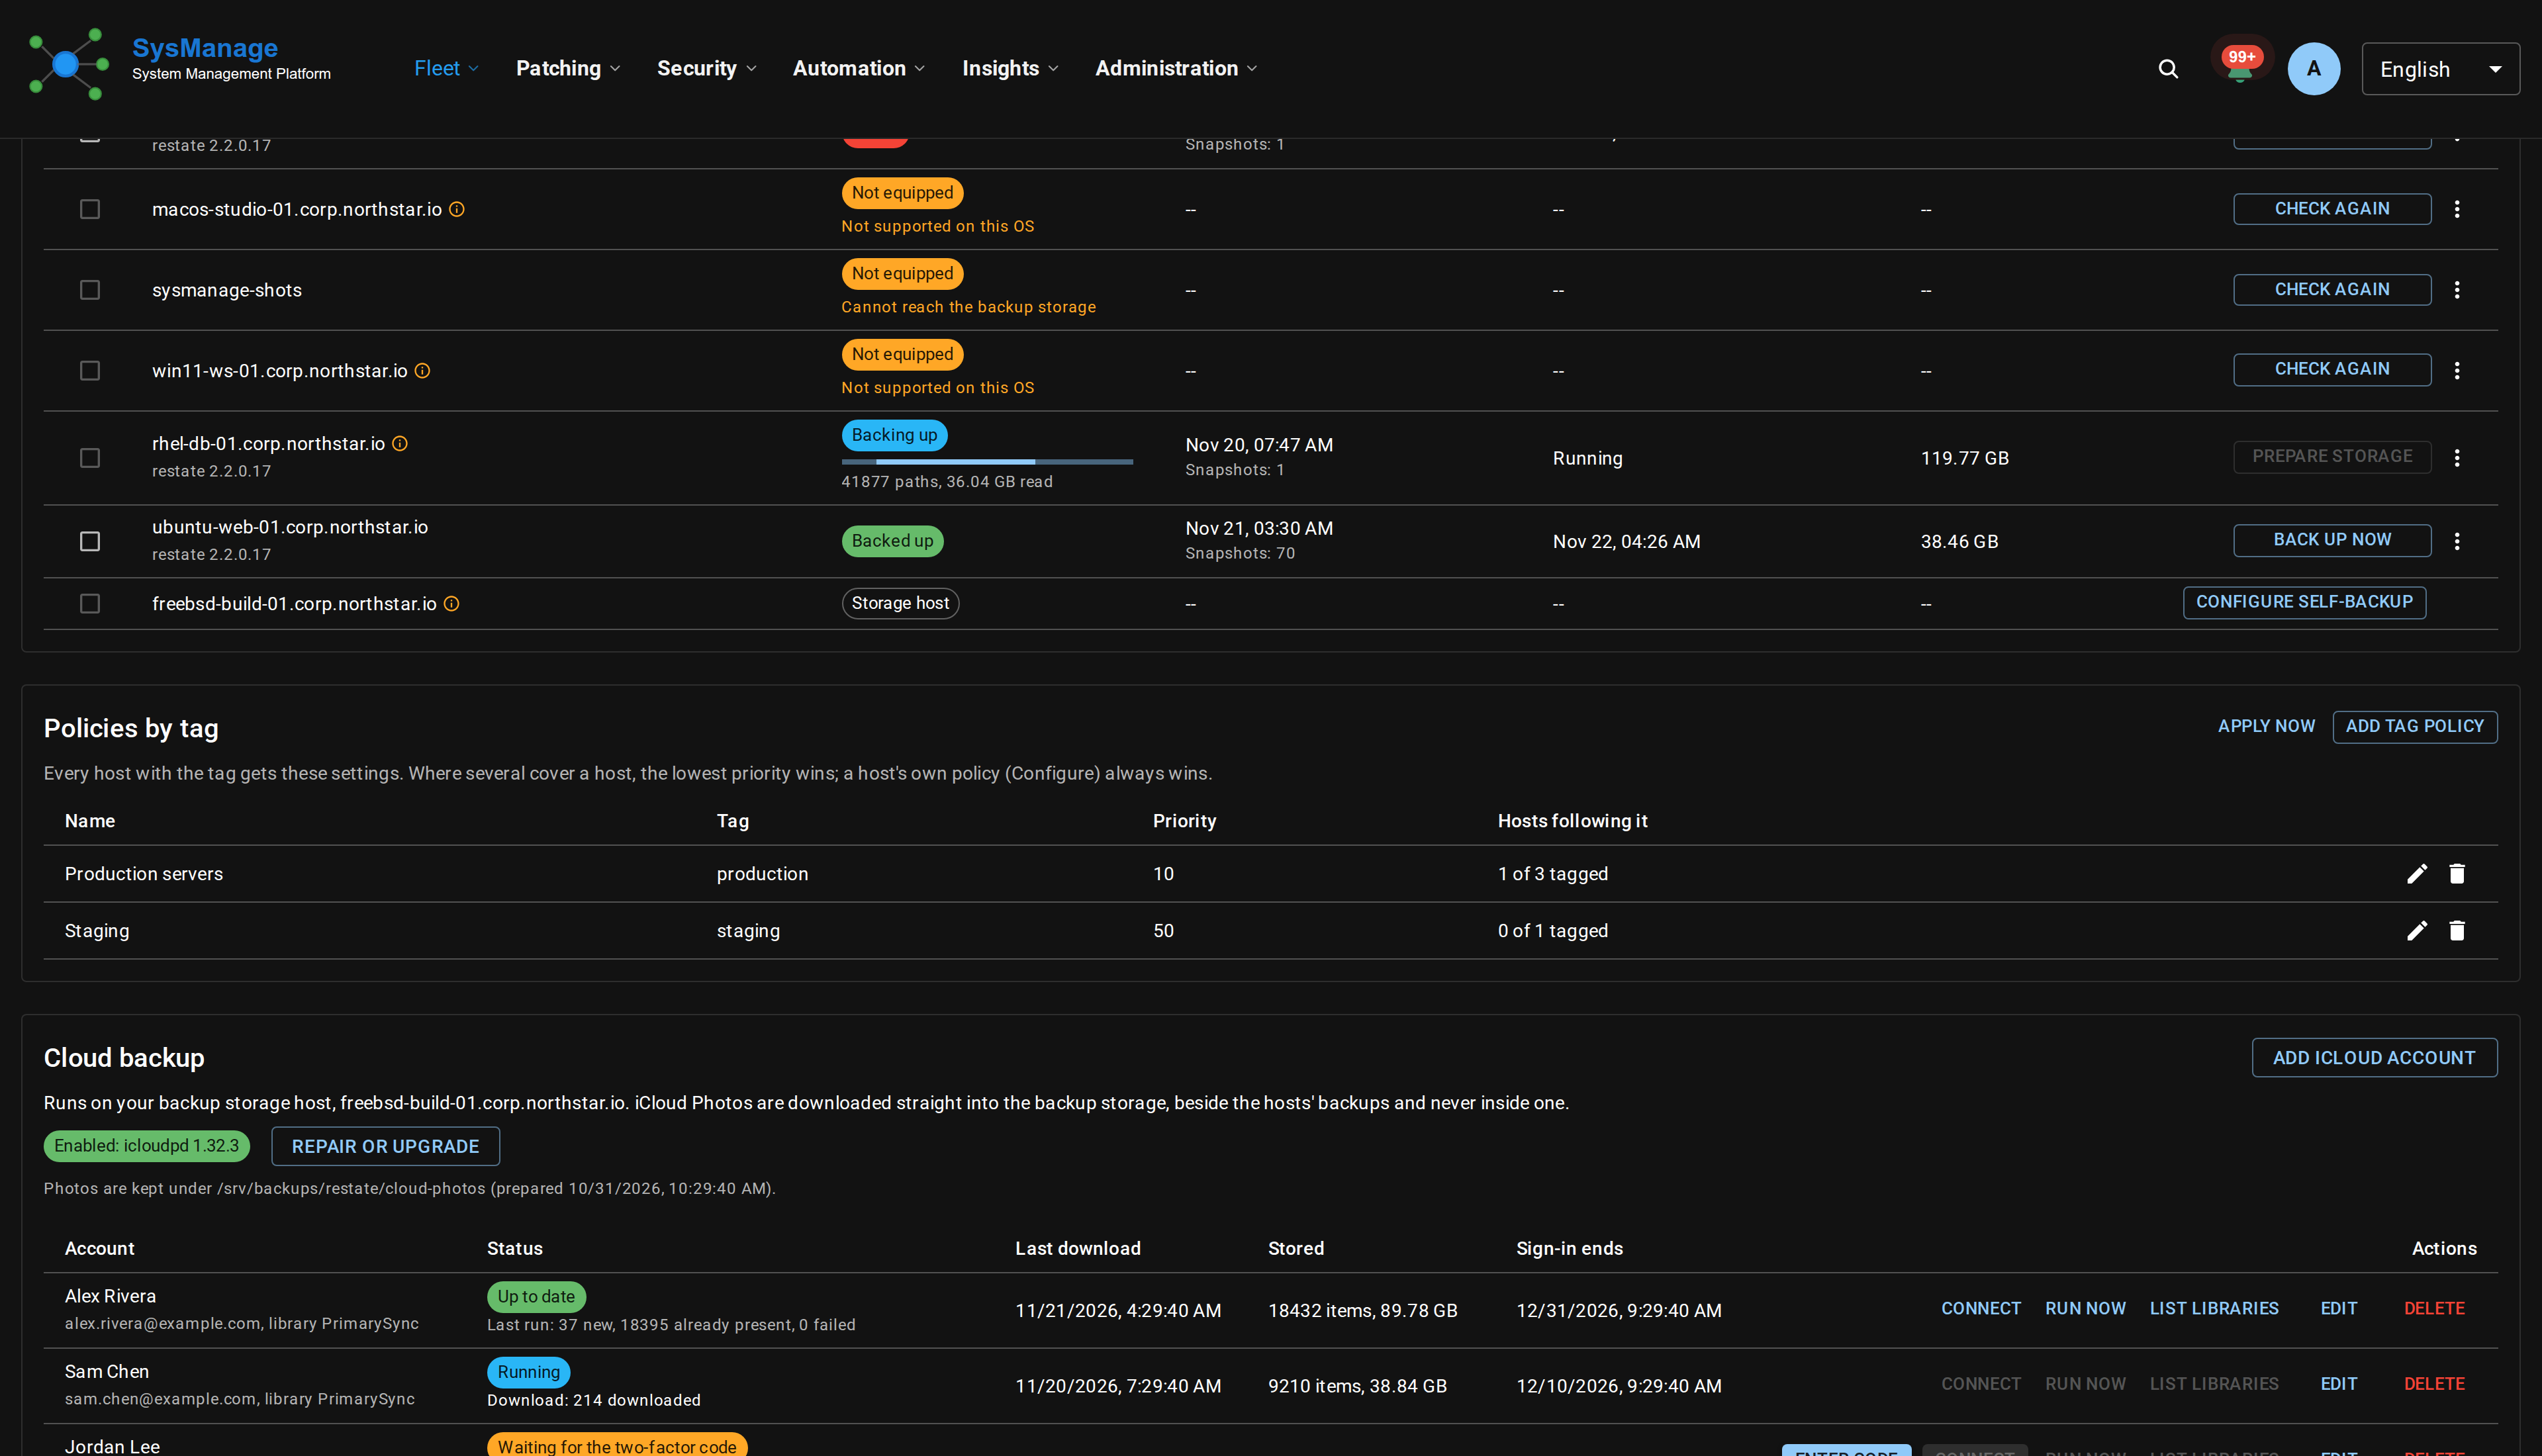 SysManage
System Management Platform
Fleet
Patching
Security
Automation
Insights
Administration
99+
A
English
restate 2.2.0.17
Snapshots: 1
macos-studio-01.corp.northstar.io
Not equipped
Not supported on this OS
--
--
--
CHECK AGAIN
sysmanage-shots
Not equipped
Cannot reach the backup storage
--
--
--
CHECK AGAIN
win11-ws-01.corp.northstar.io
Not equipped
Not supported on this OS
--
--
--
CHECK AGAIN
rhel-db-01.corp.northstar.io
restate 2.2.0.17
Backing up
41877 paths, 36.04 GB read
Nov 20, 07:47 AM
Snapshots: 1
Running
119.77 GB
PREPARE STORAGE
ubuntu-web-01.corp.northstar.io
restate 2.2.0.17
Backed up
Nov 21, 03:30 AM
Snapshots: 70
Nov 22, 04:26 AM
38.46 GB
BACK UP NOW
freebsd-build-01.corp.northstar.io
Storage host
--
--
--
CONFIGURE SELF-BACKUP
Policies by tag
APPLY NOW
ADD TAG POLICY
Every host with the tag gets these settings. Where several cover a host, the lowest priority wins; a host's own policy (Configure) always wins.
Name Tag Priority Hosts following it
Production servers production 10 1 of 3 tagged
Staging staging 50 0 of 1 tagged
Cloud backup
ADD ICLOUD ACCOUNT
Runs on your backup storage host, freebsd-build-01.corp.northstar.io. iCloud Photos are downloaded straight into the backup storage, beside the hosts' backups and never inside one.
Enabled: icloudpd 1.32.3
REPAIR OR UPGRADE
Photos are kept under /srv/backups/restate/cloud-photos (prepared 10/31/2026, 10:29:40 AM).
Account Status Last download Stored Sign-in ends Actions
Alex Rivera
alex.rivera@example.com, library PrimarySync
Up to date
Last run: 37 new, 18395 already present, 0 failed
11/21/2026, 4:29:40 AM
18432 items, 89.78 GB
12/31/2026, 9:29:40 AM
CONNECT RUN NOW LIST LIBRARIES EDIT DELETE
Sam Chen
sam.chen@example.com, library PrimarySync
Running
Download: 214 downloaded
11/20/2026, 7:29:40 AM
9210 items, 38.84 GB
12/10/2026, 9:29:40 AM
CONNECT RUN NOW LIST LIBRARIES EDIT DELETE
Jordan Lee
Waiting for the two-factor code
ENTER CODE CONNECT RUN NOW LIST LIBRARIES EDIT DELETE